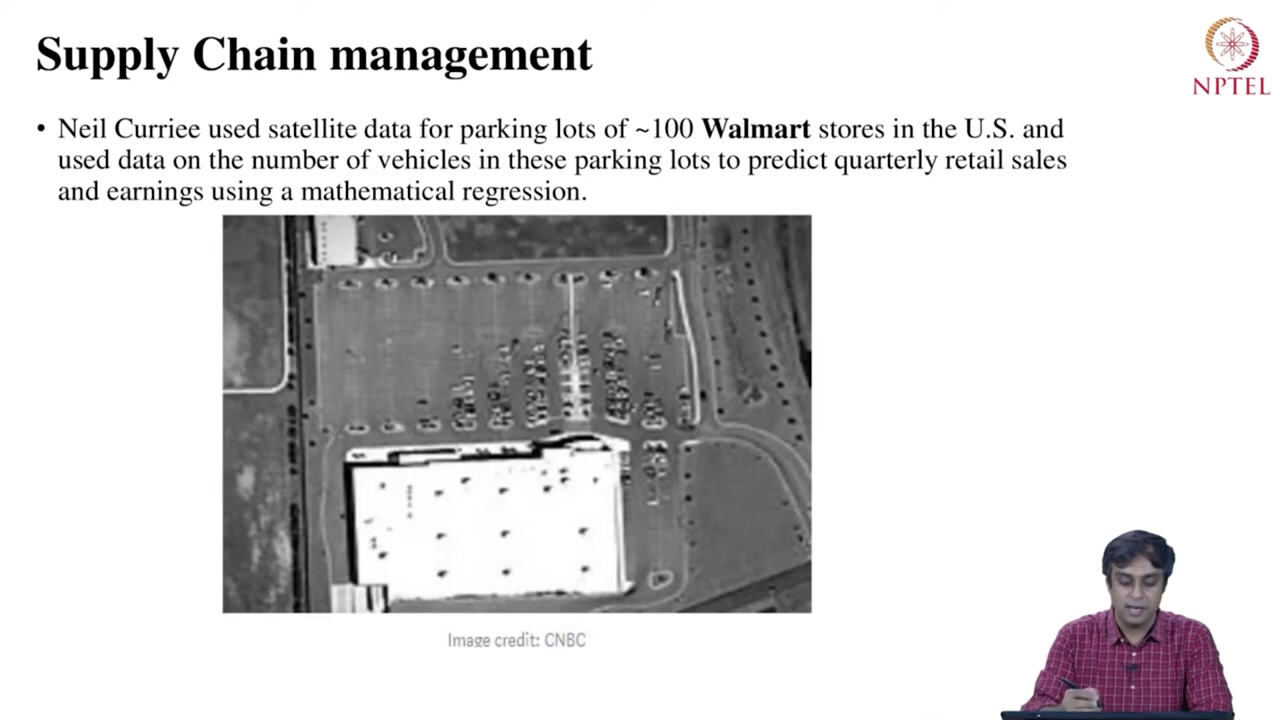 Supply Chain management
NPTEL
• Neil Curriee used satellite data for parking lots of ~100 Walmart stores in the U.S. and
used data on the number of vehicles in these parking lots to predict quarterly retail sales
and earnings using a mathematical regression.
Image credit: CNBC